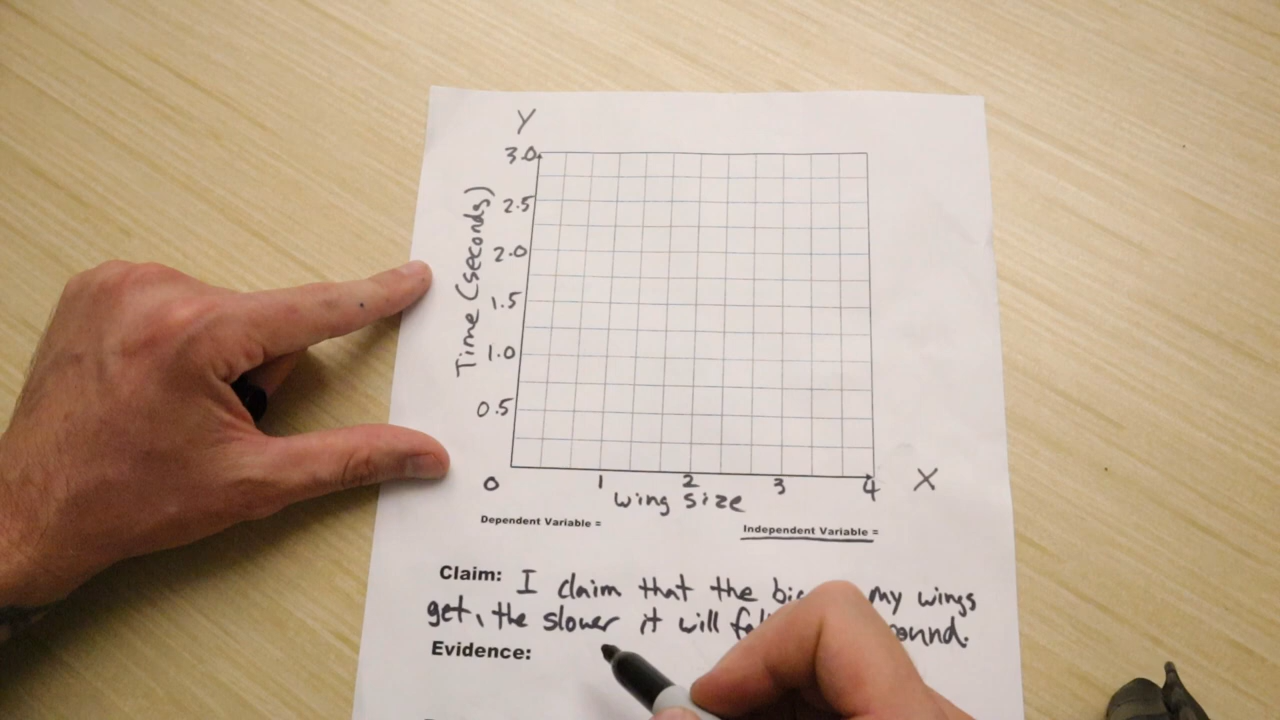 Y
3.0
2.5
2.0
1.5
1.0
0.5
Time (seconds)
0 1 2 3 4 X
wing size
Dependent Variable = Independent Variable =
Claim: I claim that the my wings
get, the slower it will
Evidence: